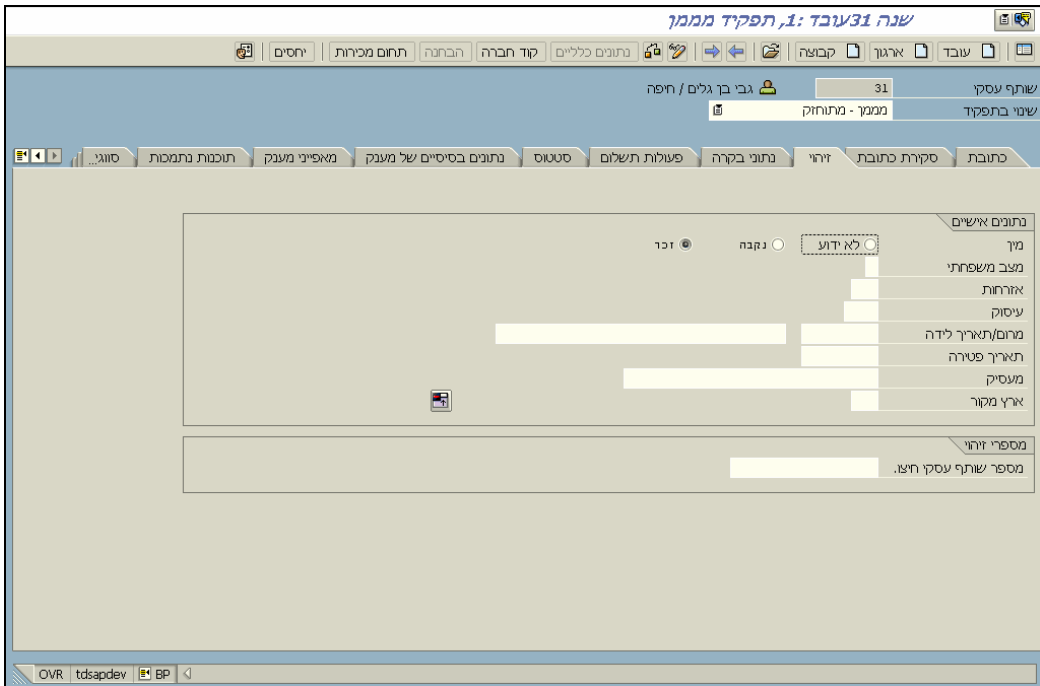 שנה 31עובד :1, תפקיד מממך
עובד ארגון קבוצה נתונים כלליים קוד חברה הבחנה תחום מכירות יחסים
שותף עסקי 31 גבי בן גלים / חיפה
שינוי בתפקיד מממך - מתוחזק
כתובת סקירת כתובת זיהוי נתוני בקרה פעולות תשלום סטטוס נתונים בסיסיים של מענק מאפייני מענק תוכנות נתמכות סווגי...
נתונים אישיים
מין לא ידוע נקבה זכר
מצב משפחתי
אזרחות
עיסוק
מרום/תאריך לידה
תאריך פטירה
מעסיק
ארץ מקור
מספרי זיהוי
מספר שותף עסקי חיצו.
OVR tdsapdev BP